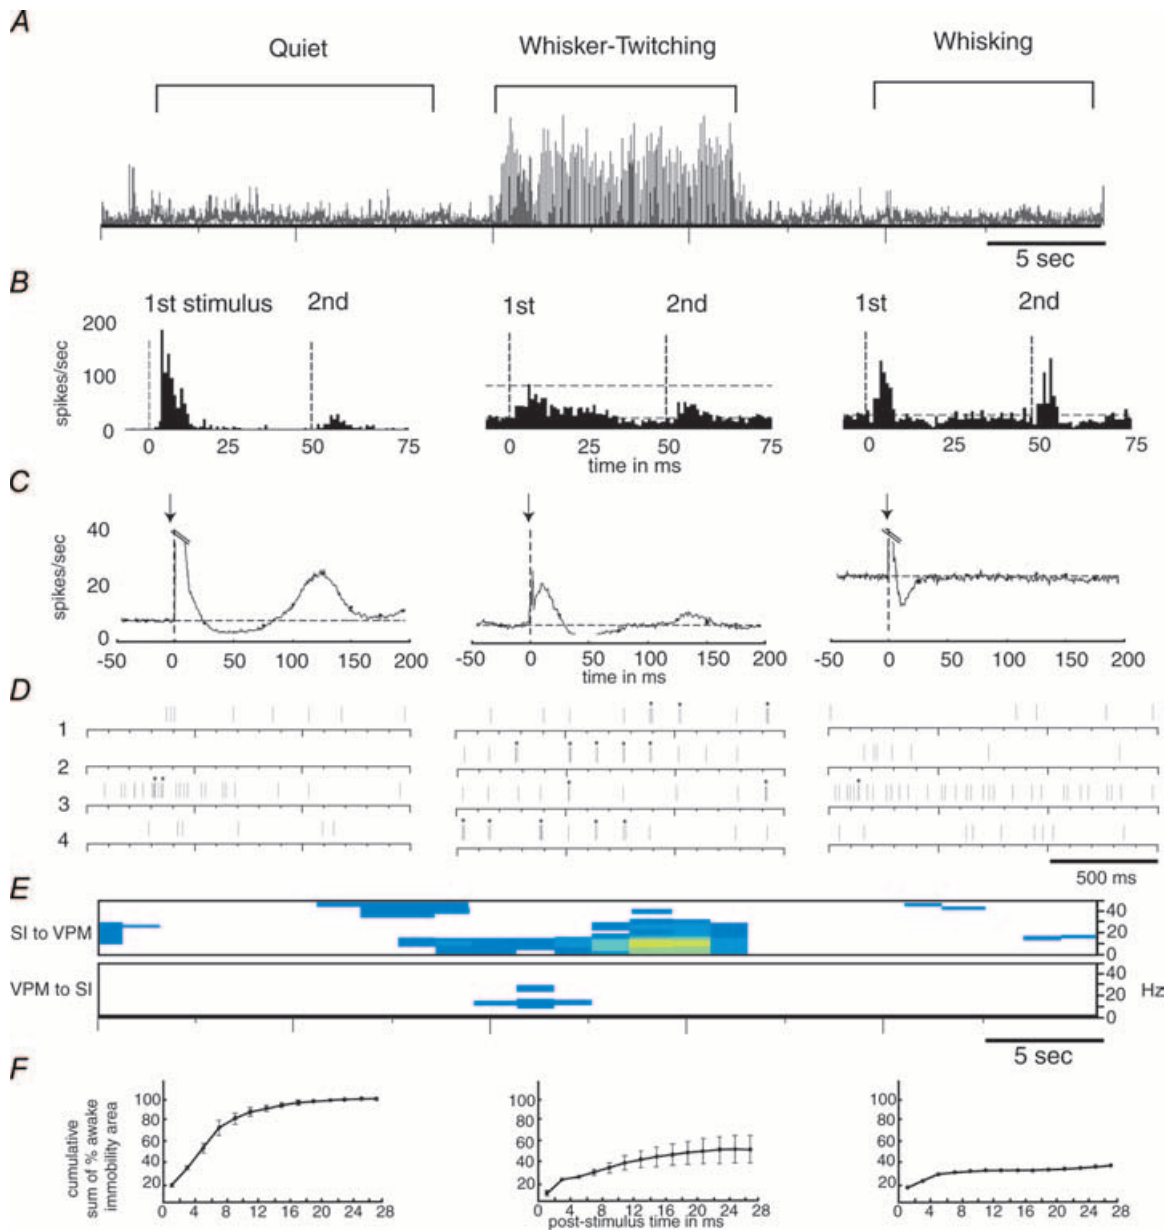 A
Quiet
Whisker-Twitching
Whisking
5 sec
B
1st stimulus 2nd
1st 2nd
1st 2nd
spikes/sec
200
100
0
0 25 50 75
0 25 50 75
0 25 50 75
time in ms
C
spikes/sec
40
20
0
-50 0 50 100 150 200
-50 0 50 100 150 200
-50 0 50 100 150 200
time in ms
D
1
2
3
4
500 ms
E
SI to VPM
40
20
0
VPM to SI
40
20
0
Hz
5 sec
F
cumulative
sum of % awake
immobility area
100
80
60
40
20
0 4 8 12 16 20 24 28
100
80
60
40
20
0 4 8 12 16 20 24 28
100
80
60
40
20
0 4 8 12 16 20 24 28
post-stimulus time in ms